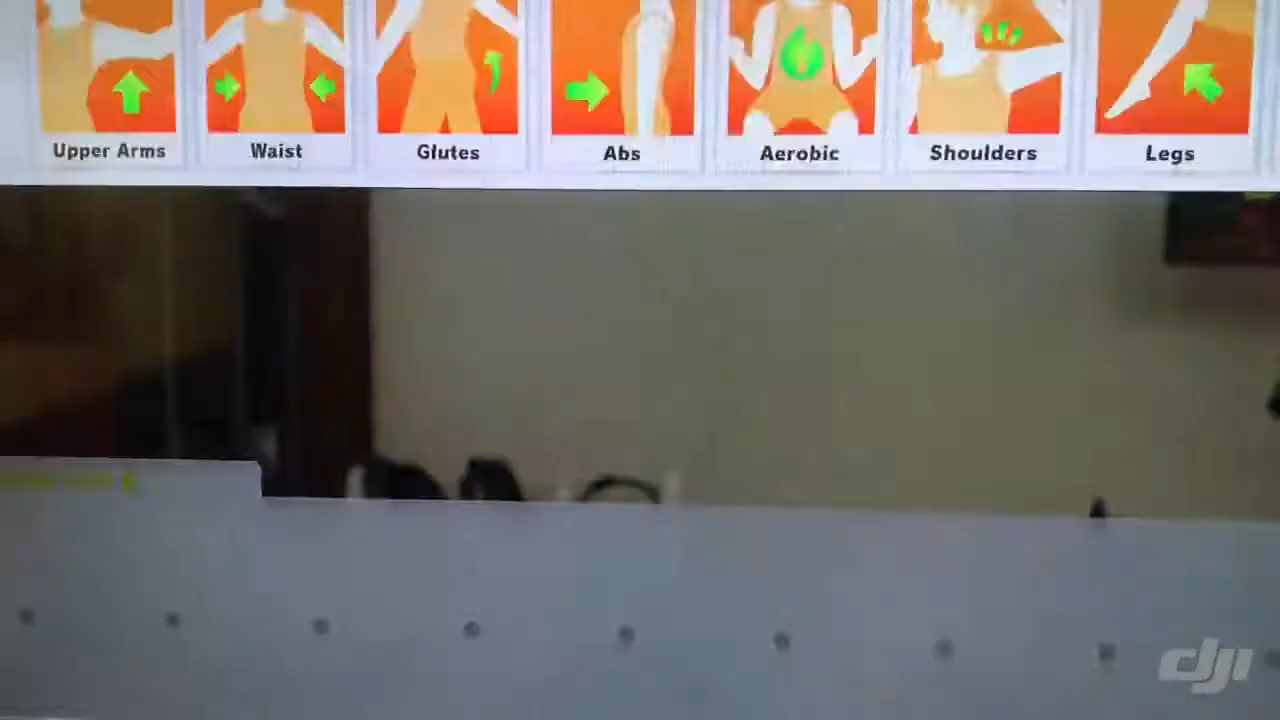 Upper Arms
Waist
Glutes
Abs
Aerobic
Shoulders
Legs
dji